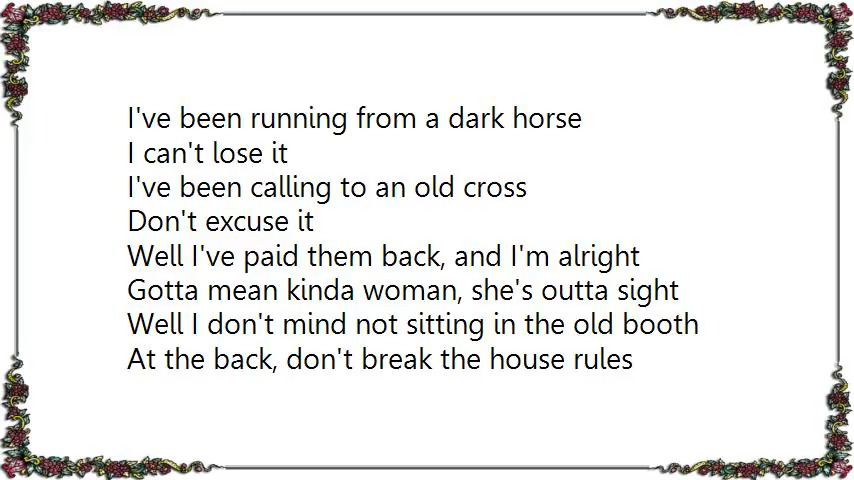 I've been running from a dark horse
I can't lose it
I've been calling to an old cross
Don't excuse it
Well I've paid them back, and I'm alright
Gotta mean kinda woman, she's outta sight
Well I don't mind not sitting in the old booth
At the back, don't break the house rules